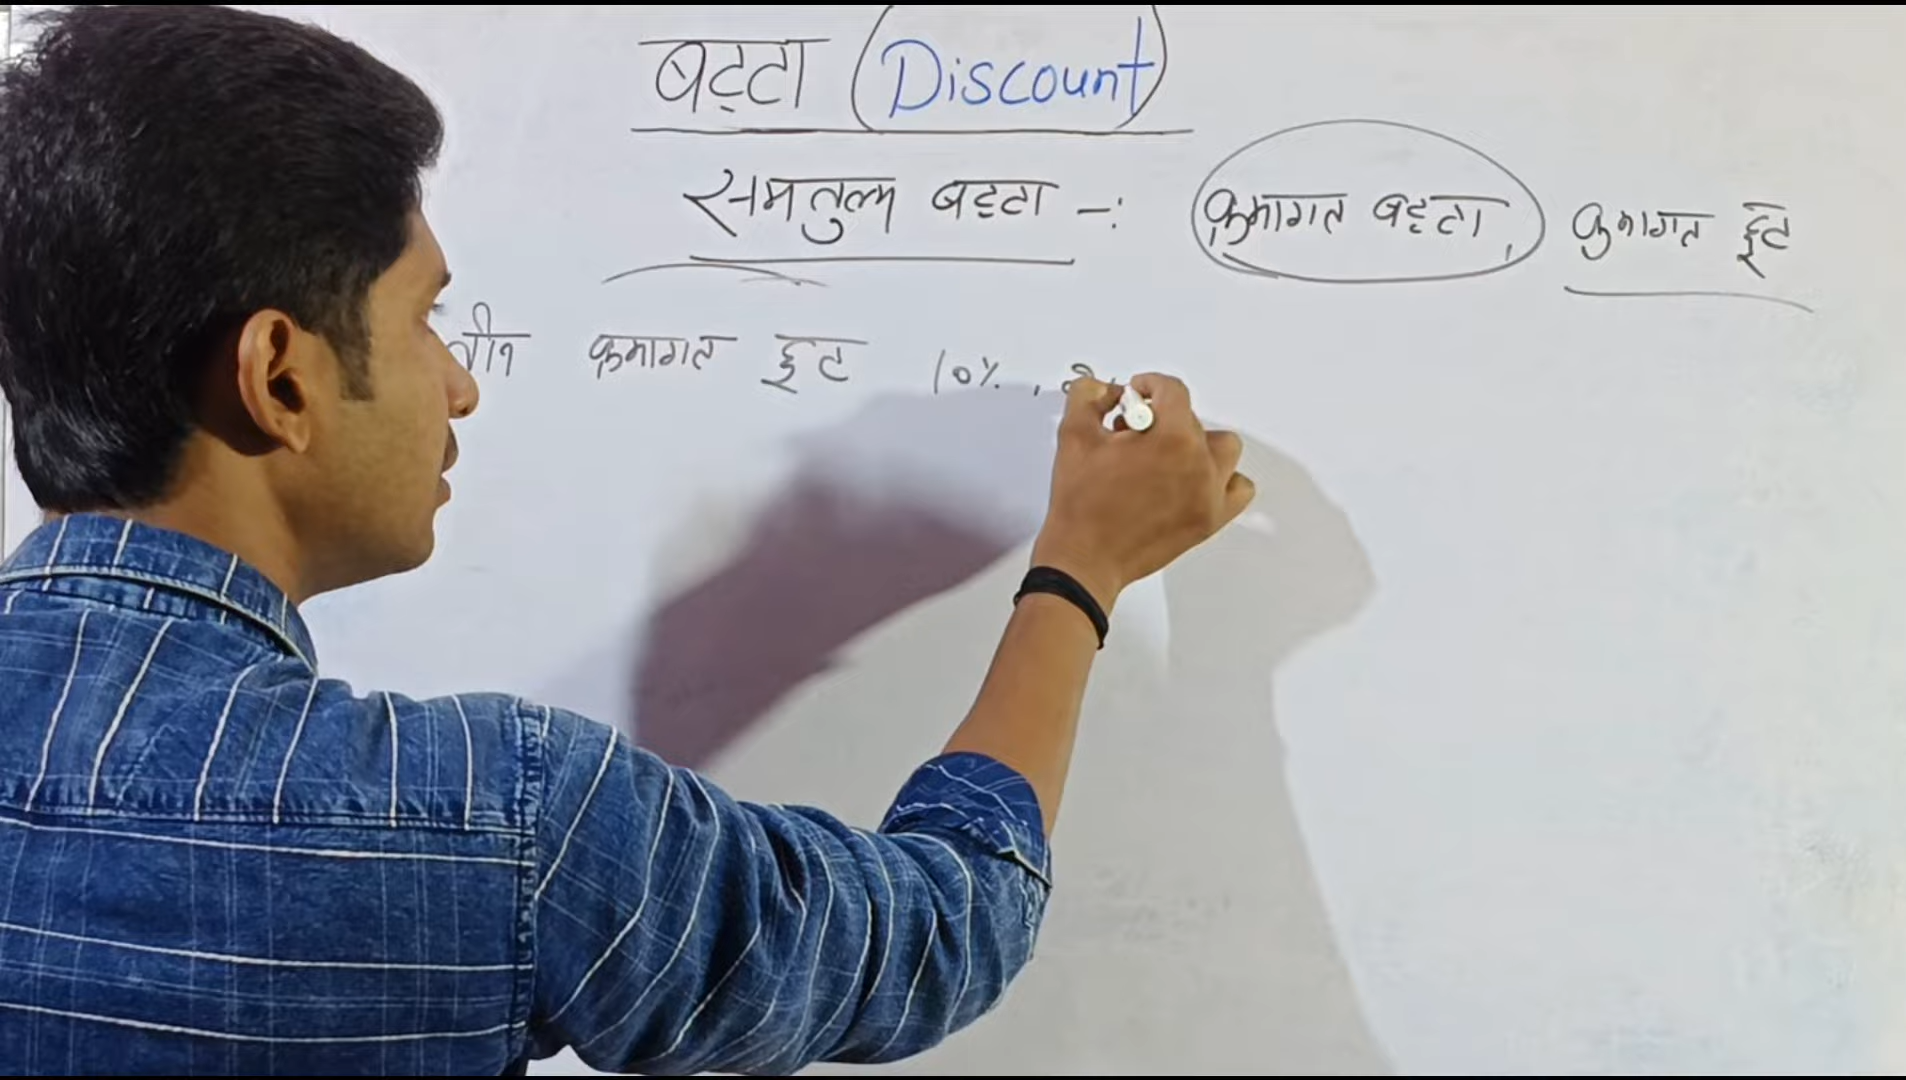 बट्टा (Discount)
समतुल्य बट्टा -: क्रमागत बट्टा, क्रमागत छूट
तीन क्रमागत छूट 10%,